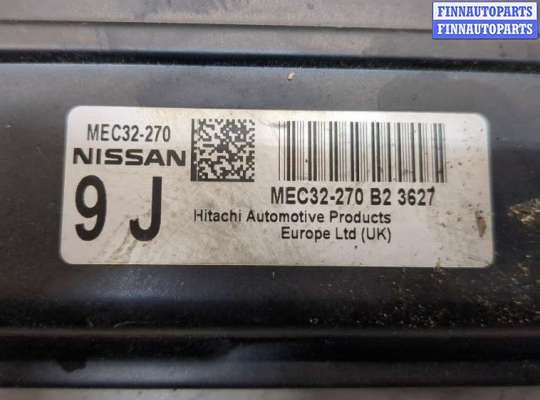 FINNAUTOPARTS
FINNAUTOPARTS
MEC32-270
NISSAN
9 J
MEC32-270 B2 3627
Hitachi Automotive Products
Europe Ltd (UK)